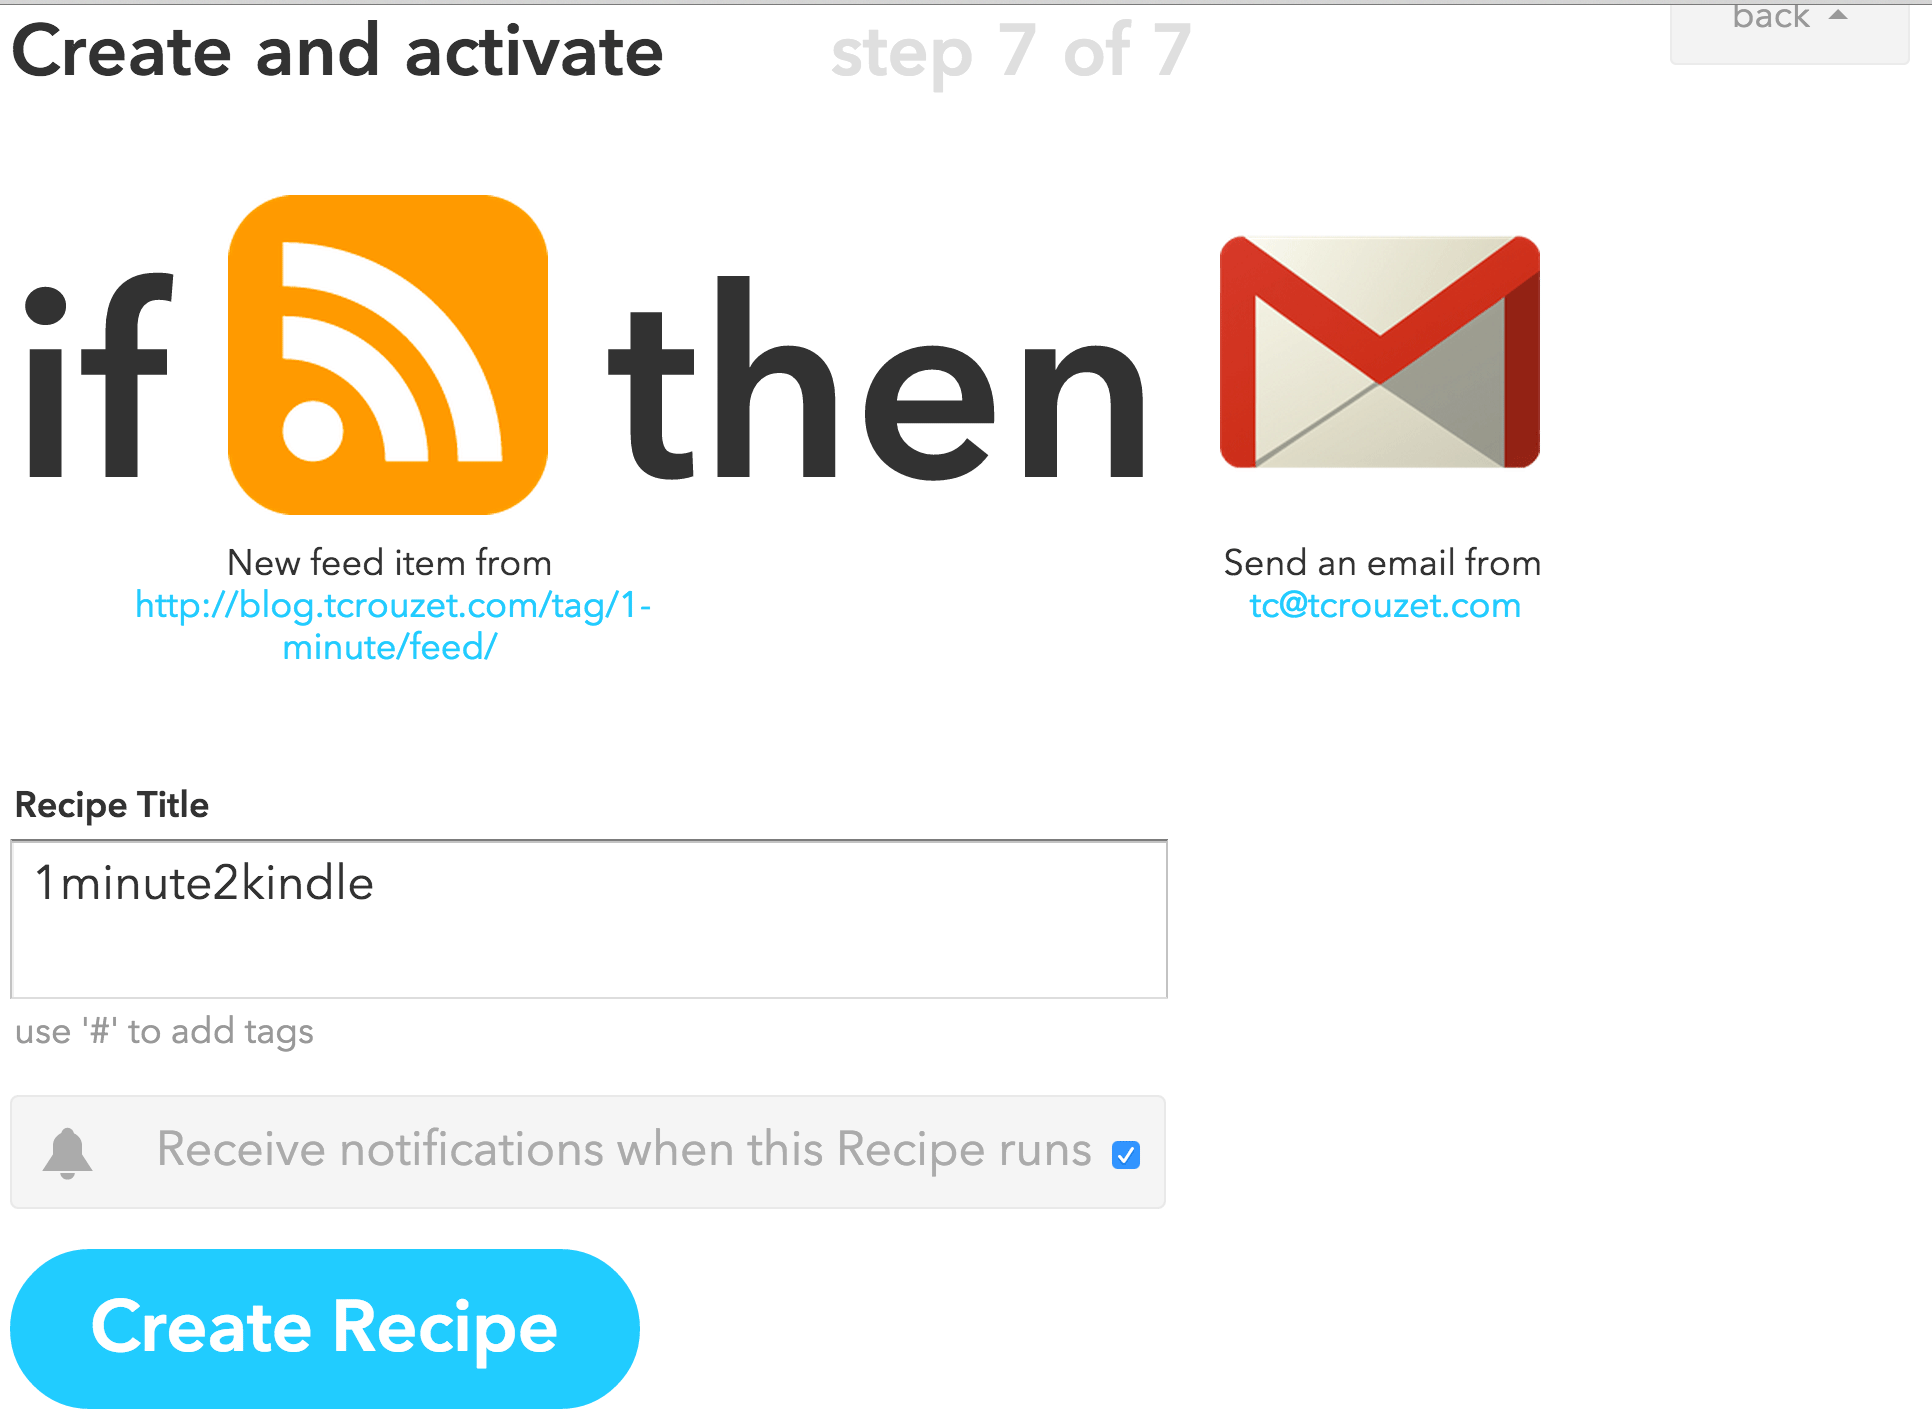 Create and activate step 7 of 7
back
if then
New feed item from
http://blog.tcrouzet.com/tag/1-
minute/feed/
Send an email from
tc@tcrouzet.com
Recipe Title
1minute2kindle
use '#' to add tags
Receive notifications when this Recipe runs
Create Recipe